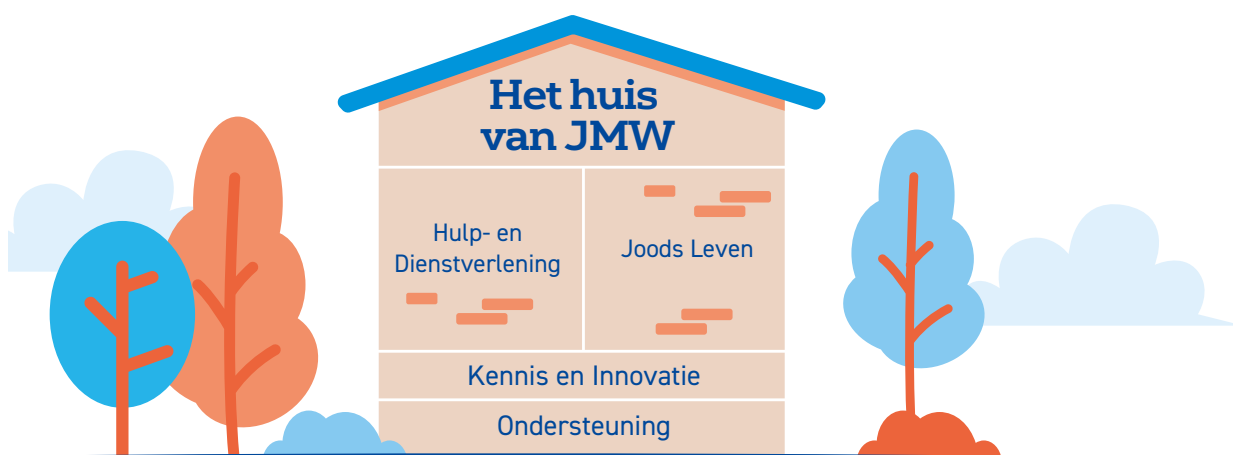 Het huis
van JMW
Hulp- en
Dienstverlening
Joods Leven
Kennis en Innovatie
Ondersteuning